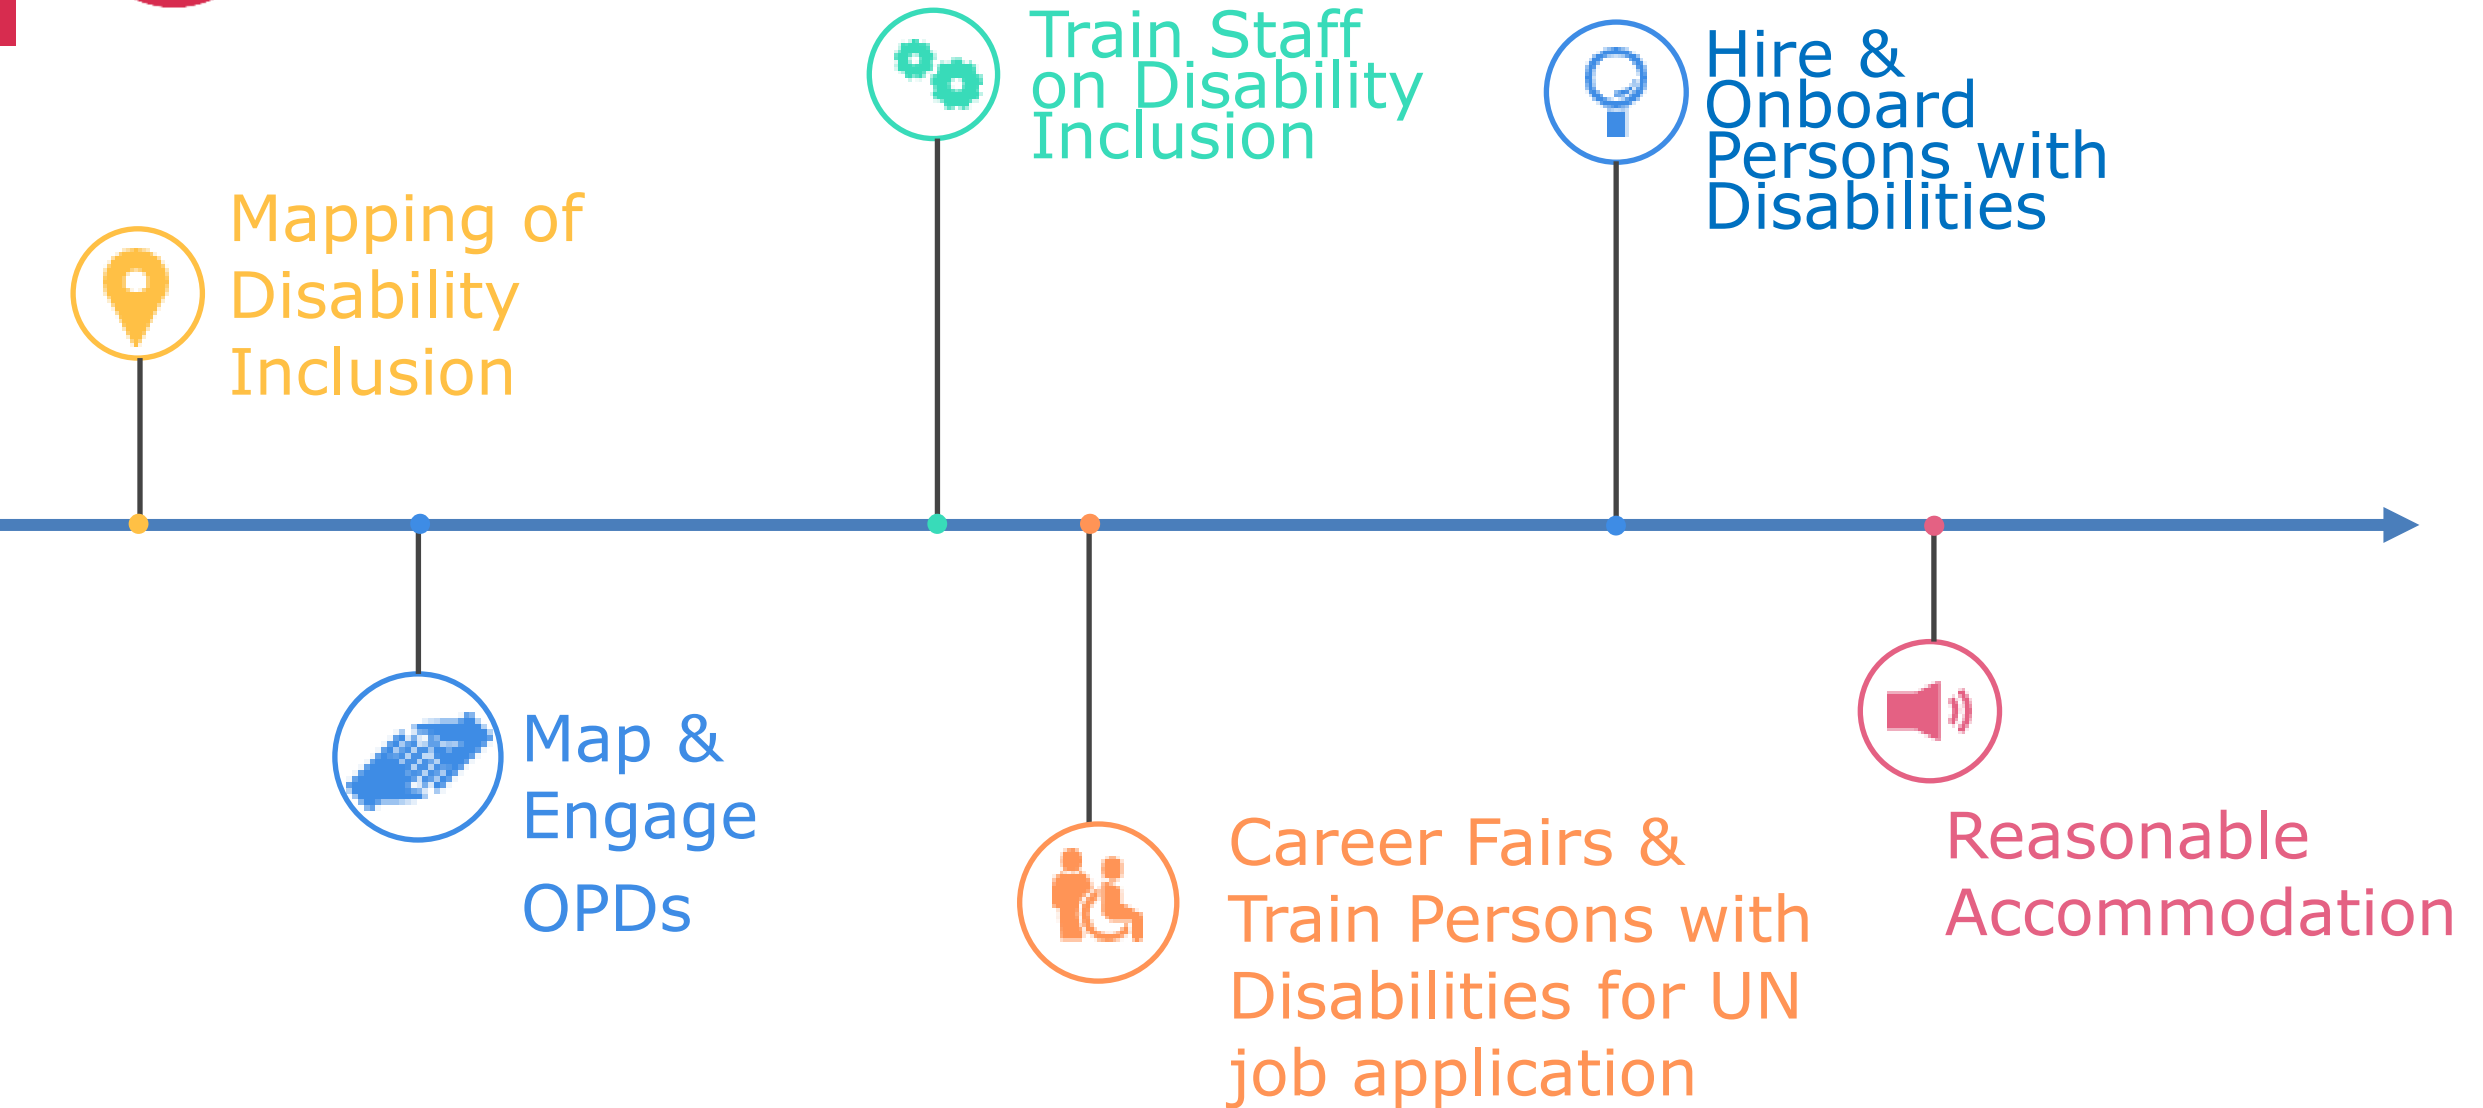 Mapping of
Disability
Inclusion
Map &
Engage
OPDs
Train Staff
on Disability
Inclusion
Career Fairs &
Train Persons with
Disabilities for UN
job application
Hire &
Onboard
Persons with
Disabilities
Reasonable
Accommodation